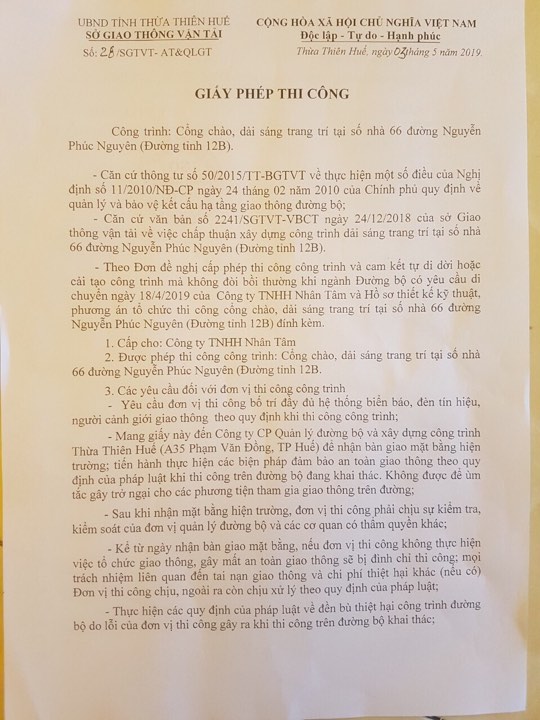 UBND TỈNH THỪA THIÊN HUẾ
SỞ GIAO THÔNG VẬN TẢI
Số: 28/SGTVT- AT&QLGT
CỘNG HÒA XÃ HỘI CHỦ NGHĨA VIỆT NAM
Độc lập - Tự do - Hạnh phúc
Thừa Thiên Huế, ngày 03 tháng 5 năm 2019.
GIẤY PHÉP THI CÔNG
Công trình: Cổng chào, dải sáng trang trí tại số nhà 66 đường Nguyễn
Phúc Nguyên (Đường tỉnh 12B).
- Căn cứ thông tư số 50/2015/TT-BGTVT về thực hiện một số điều của Nghị
định số 11/2010/NĐ-CP ngày 24 tháng 02 năm 2010 của Chính phủ quy định về
quản lý và bảo vệ kết cấu hạ tầng giao thông đường bộ;
- Căn cứ văn bản số 2241/SGTVT-VBCT ngày 24/12/2018 của sở Giao
thông vận tải về việc chấp thuận xây dựng công trình dải sáng trang trí tại số nhà
66 đường Nguyễn Phúc Nguyên (Đường tỉnh 12B).
- Theo Đơn đề nghị cấp phép thi công công trình và cam kết tự di dời hoặc
cải tạo công trình mà không đòi bồi thường khi ngành Đường bộ có yêu cầu di
chuyển ngày 18/4/2019 của Công ty TNHH Nhân Tâm và Hồ sơ thiết kế kỹ thuật,
phương án tổ chức thi công cổng chào, dải sáng trang trí tại số nhà 66 đường
Nguyễn Phúc Nguyên (Đường tỉnh 12B) đính kèm.
1. Cấp cho: Công ty TNHH Nhân Tâm
2. Được phép thi công công trình: Cổng chào, dải sáng trang trí tại số nhà
66 đường Nguyễn Phúc Nguyên (Đường tỉnh 12B.
3. Các yêu cầu đối với đơn vị thi công công trình
- Yêu cầu đơn vị thi công bố trí đầy đủ hệ thống biển báo, đèn tín hiệu,
người cảnh giới giao thông theo quy định khi thi công công trình;
- Mang giấy này đến Công ty CP Quản lý đường bộ và xây dựng công trình
Thừa Thiên Huế (A35 Phạm Văn Đồng, TP Huế) để nhận bàn giao mặt bằng hiện
trường; tiến hành thực hiện các biện pháp đảm bảo an toàn giao thông theo quy
định của pháp luật khi thi công trên đường bộ đang khai thác. Không được để ùm
tắc gây trở ngại cho các phương tiện tham gia giao thông trên đường;
- Sau khi nhận mặt bằng hiện trường, đơn vị thi công phải chịu sự kiểm tra,
kiểm soát của đơn vị quản lý đường bộ và các cơ quan có thẩm quyền khác;
- Kể từ ngày nhận bàn giao mặt bằng, nếu đơn vị thi công không thực hiện
việc tổ chức giao thông, gây mất an toàn giao thông sẽ bị đình chỉ thi công; mọi
trách nhiệm liên quan đến tai nạn giao thông và chi phí thiệt hại khác (nếu có)
Đơn vị thi công chịu, ngoài ra còn chịu xử lý theo quy định của pháp luật;
- Thực hiện các quy định của pháp luật về đền bù thiệt hại công trình đường
bộ do lỗi của đơn vị thi công gây ra khi thi công trên đường bộ khai thác;